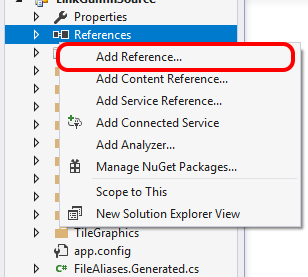 Properties
References
Add Reference...
Add Content Reference...
Add Service Reference...
Add Connected Service
Add Analyzer...
Manage NuGet Packages...
Scope to This
New Solution Explorer View
TileGraphics
app.config
FileAliases.Generated.cs